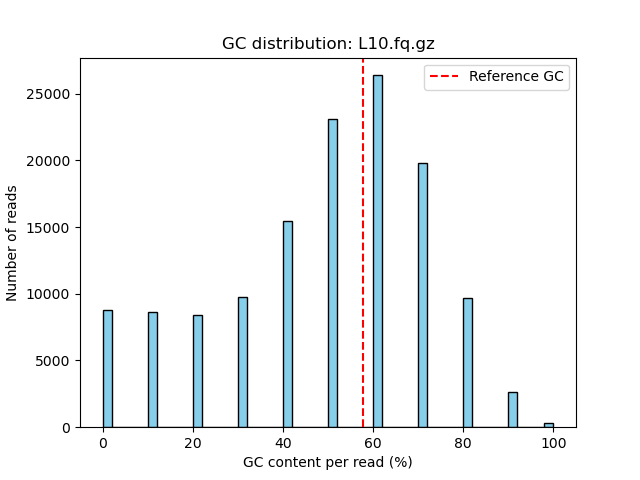 GC distribution: L10.fq.gz
Reference GC
Number of reads
25000
20000
15000
10000
5000
0
0 20 40 60 80 100
GC content per read (%)